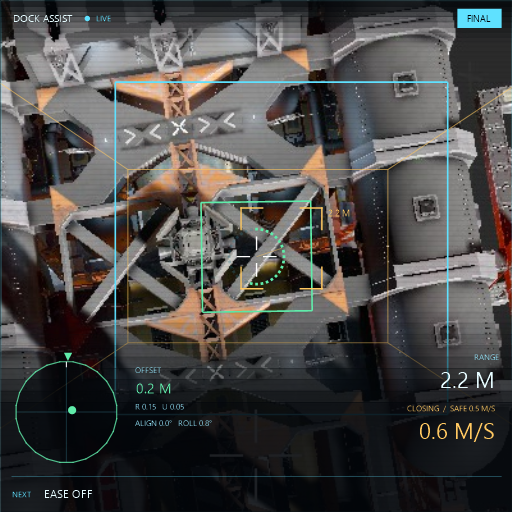 DOCK ASSIST LIVE FINAL
2.2 M
RANGE
2.2 M
OFFSET
0.2 M
R 0.15 U 0.05
ALIGN 0.0° ROLL 0.8°
CLOSING / SAFE 0.5 M/S
0.6 M/S
NEXT EASE OFF